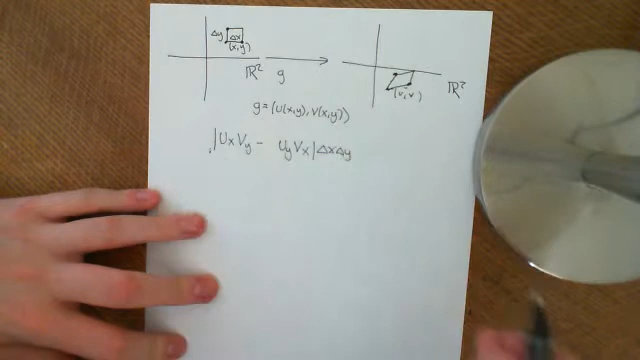 Δy Δx
(x,y)
ℝ² g ℝ²
(u,v)
g=(u(x,y), v(x,y))
|UxVy - UyVx|ΔxΔy